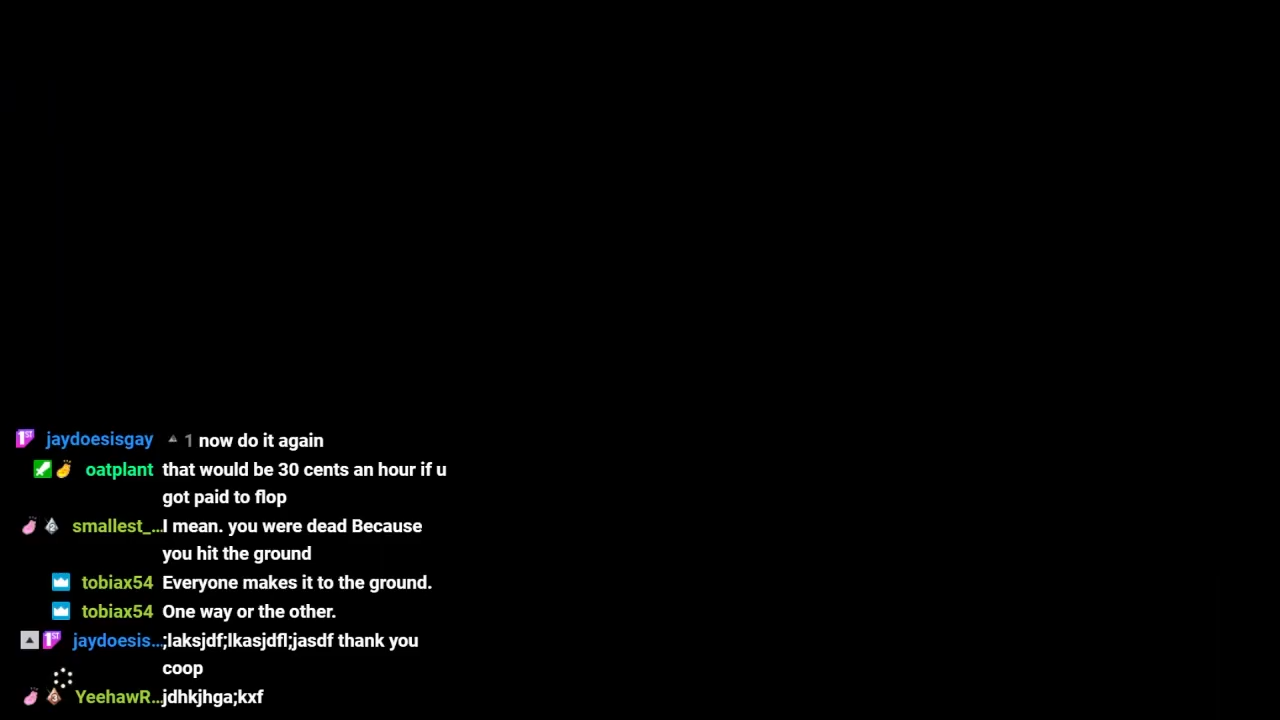 jaydoesisgay 1 now do it again
oatplant that would be 30 cents an hour if u
got paid to flop
smallest_... I mean. you were dead Because
you hit the ground
tobiax54 Everyone makes it to the ground.
tobiax54 One way or the other.
jaydoesis... ;laksjdf;lkasjdfl;jasdf thank you
coop
YeehawR... jdhkjhga;kxf